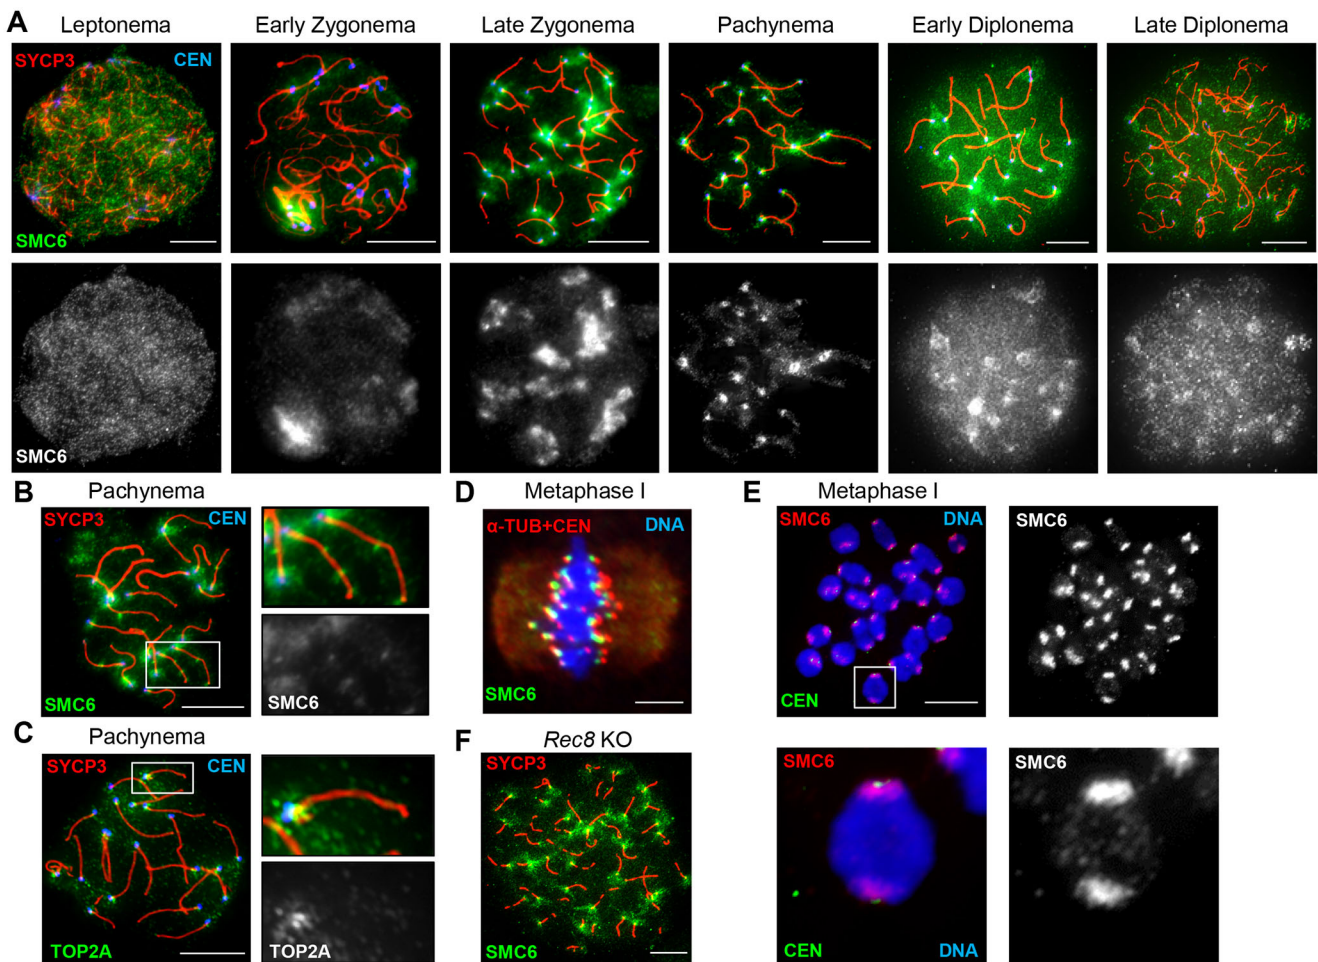 A
Leptonema
Early Zygonema
Late Zygonema
Pachynema
Early Diplonema
Late Diplonema
SYCP3
CEN
SMC6
SMC6
B
Pachynema
SYCP3
CEN
SMC6
SMC6
C
Pachynema
SYCP3
CEN
TOP2A
TOP2A
D
Metaphase I
α-TUB+CEN
DNA
SMC6
E
Metaphase I
SMC6
DNA
CEN
SMC6
SMC6
CEN
DNA
SMC6
F
Rec8 KO
SYCP3
SMC6